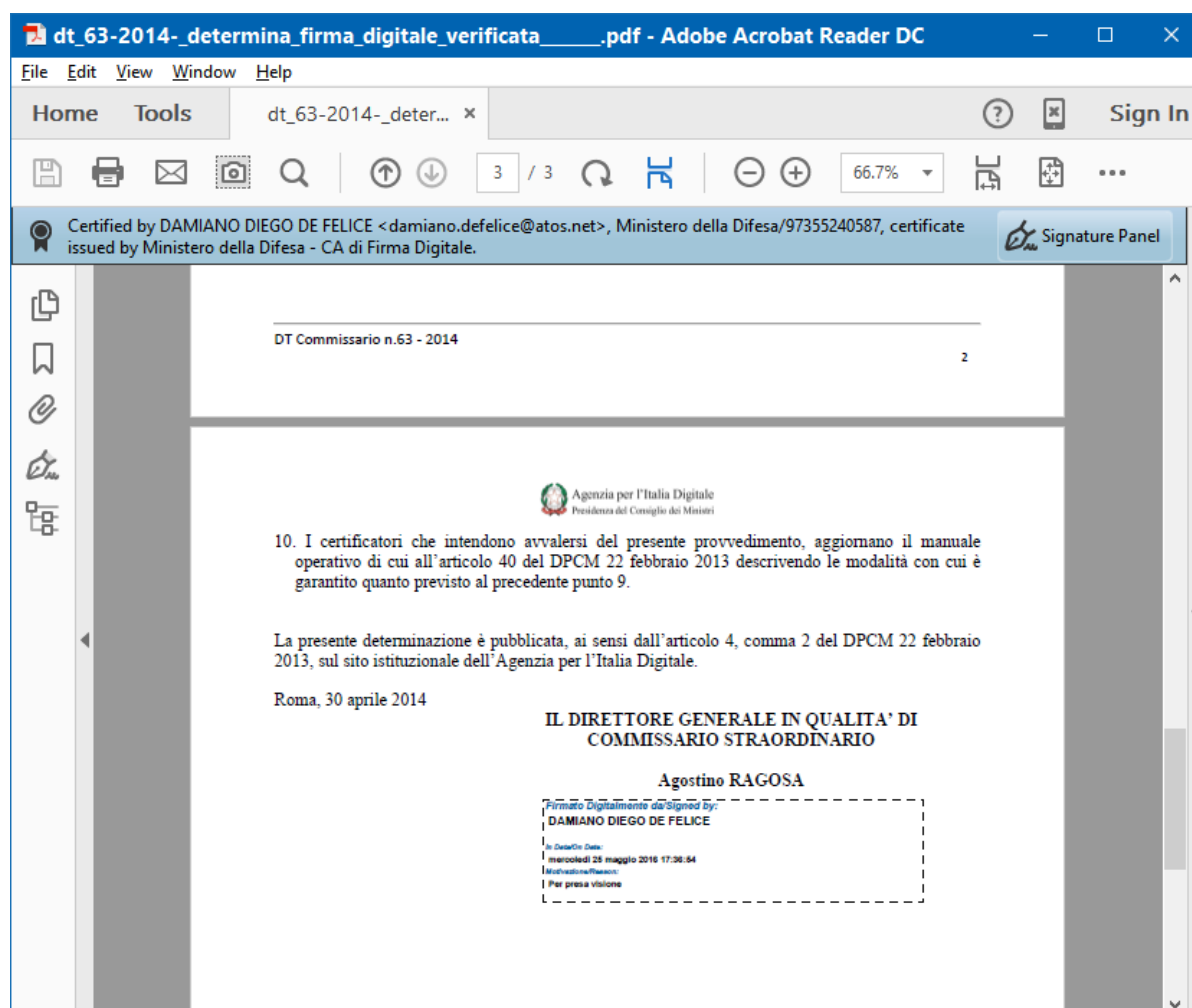 dt_63-2014-_determina_firma_digitale_verificata______.pdf - Adobe Acrobat Reader DC
File Edit View Window Help
Home Tools dt_63-2014-_deter... × ? Sign In
3 / 3 66.7%
Certified by DAMIANO DIEGO DE FELICE <damiano.defelice@atos.net>, Ministero della Difesa/97355240587, certificate
issued by Ministero della Difesa - CA di Firma Digitale.
Signature Panel
DT Commissario n.63 - 2014
2
Agenzia per l'Italia Digitale
Presidenza del Consiglio dei Ministri
10. I certificatori che intendono avvalersi del presente provvedimento, aggiornano il manuale
operativo di cui all'articolo 40 del DPCM 22 febbraio 2013 descrivendo le modalità con cui è
garantito quanto previsto al precedente punto 9.
La presente determinazione è pubblicata, ai sensi dall'articolo 4, comma 2 del DPCM 22 febbraio
2013, sul sito istituzionale dell'Agenzia per l'Italia Digitale.
Roma, 30 aprile 2014
IL DIRETTORE GENERALE IN QUALITA' DI
COMMISSARIO STRAORDINARIO
Agostino RAGOSA
Firmato Digitalmente da/Signed by:
DAMIANO DIEGO DE FELICE
In Data/On Date:
mercoledì 25 maggio 2016 17:36:54
Motivazione/Reason:
Per presa visione